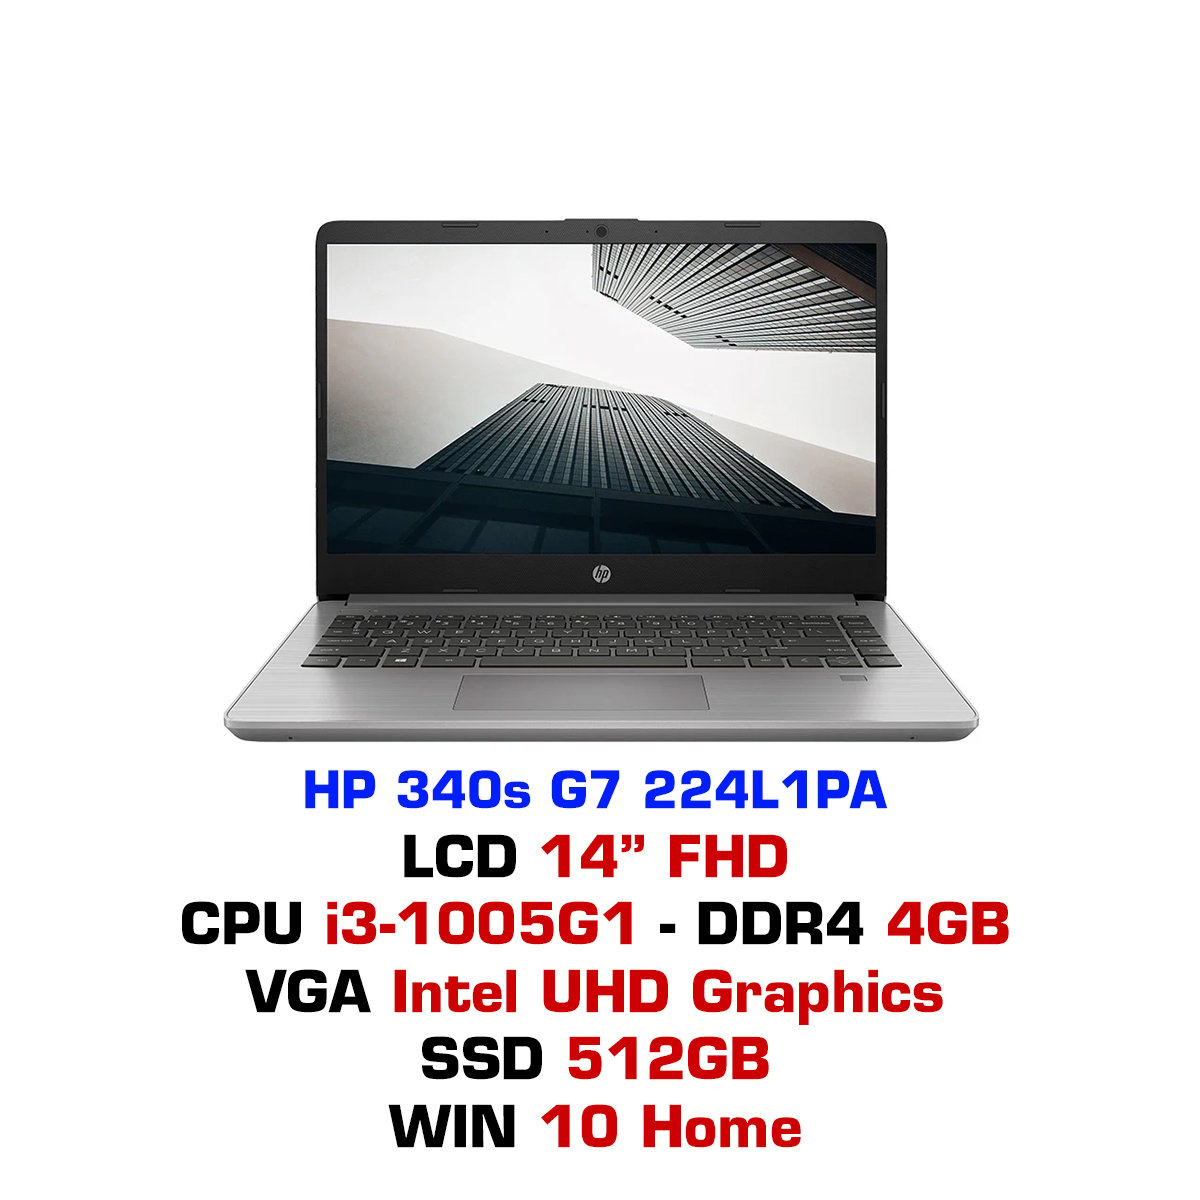 hp
HP 340s G7 224L1PA
LCD 14” FHD
CPU i3-1005G1 - DDR4 4GB
VGA Intel UHD Graphics
SSD 512GB
WIN 10 Home